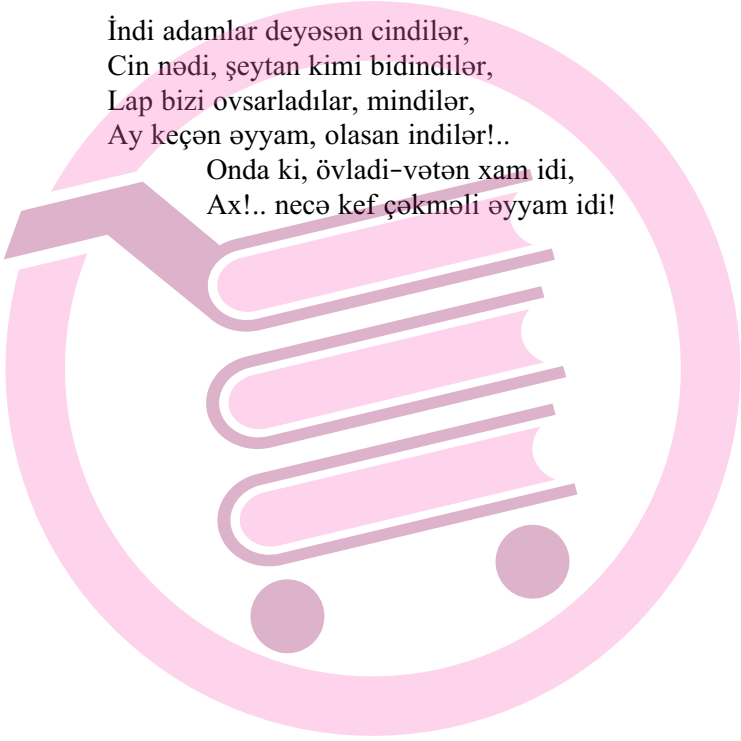 İndi adamlar deyəsən cindilər,
Cin nədi, şeytan kimi bidindilər,
Lap bizi ovsarladılar, mindilər,
Ay keçən əyyam, olasan indilər!..
Onda ki, övladi-vətən xam idi,
Ax!.. necə kef çəkməli əyyam idi!